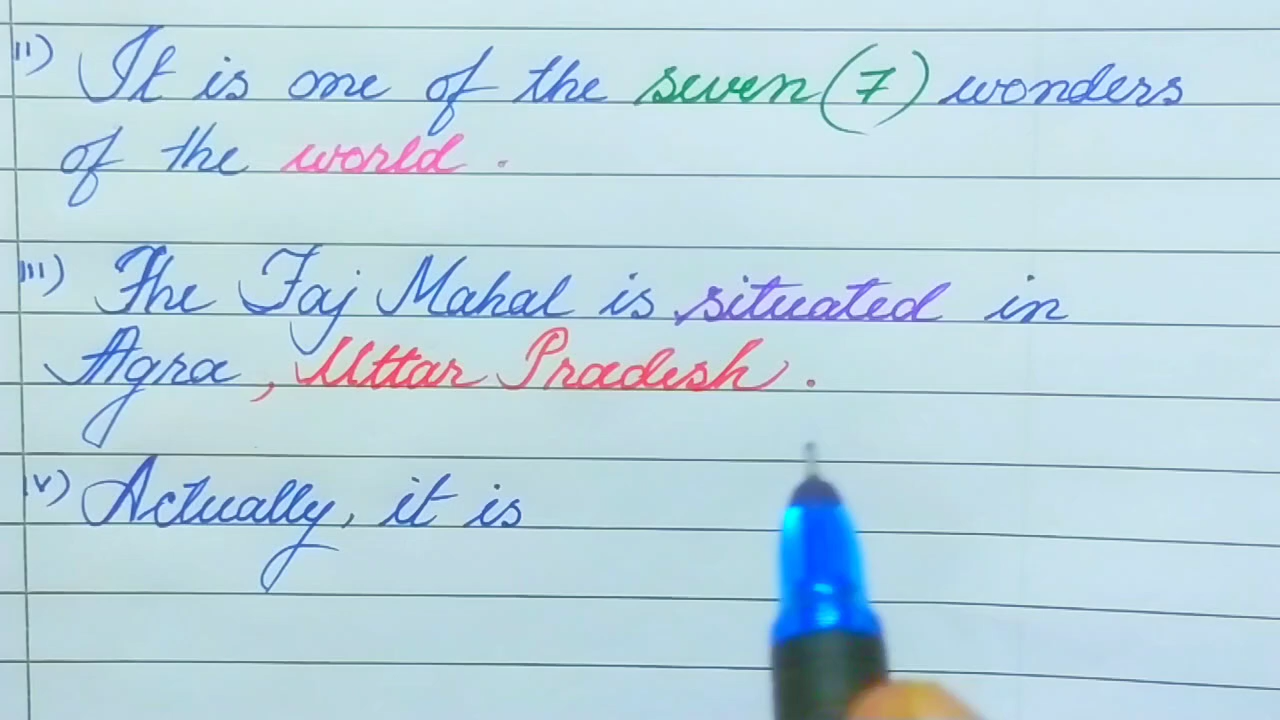 ii) It is one of the seven (7) wonders
of the world.
iii) The Taj Mahal is situated in
Agra, Uttar Pradesh.
iv) Actually, it is